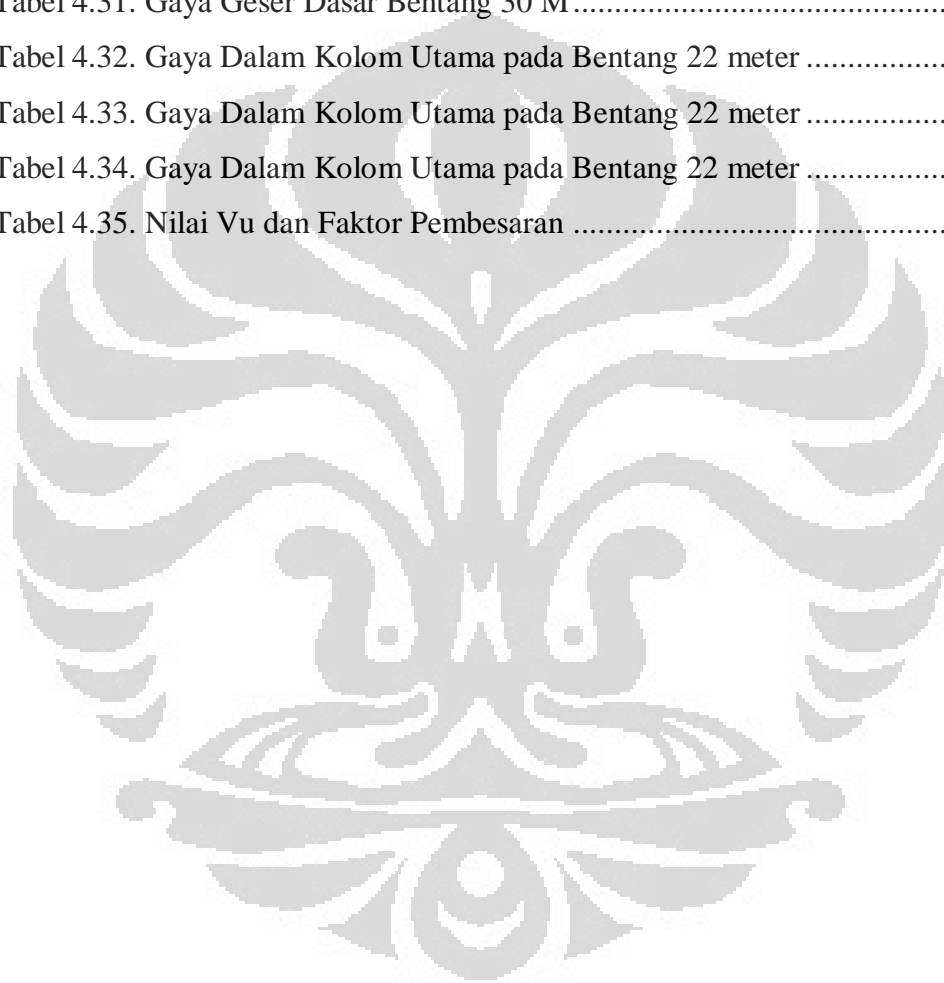 Tabel 4.31. Gaya Geser Dasar Bentang 30 M..........................................
Tabel 4.32. Gaya Dalam Kolom Utama pada Bentang 22 meter ................
Tabel 4.33. Gaya Dalam Kolom Utama pada Bentang 22 meter ................
Tabel 4.34. Gaya Dalam Kolom Utama pada Bentang 22 meter ................
Tabel 4.35. Nilai Vu dan Faktor Pembesaran ..........................................